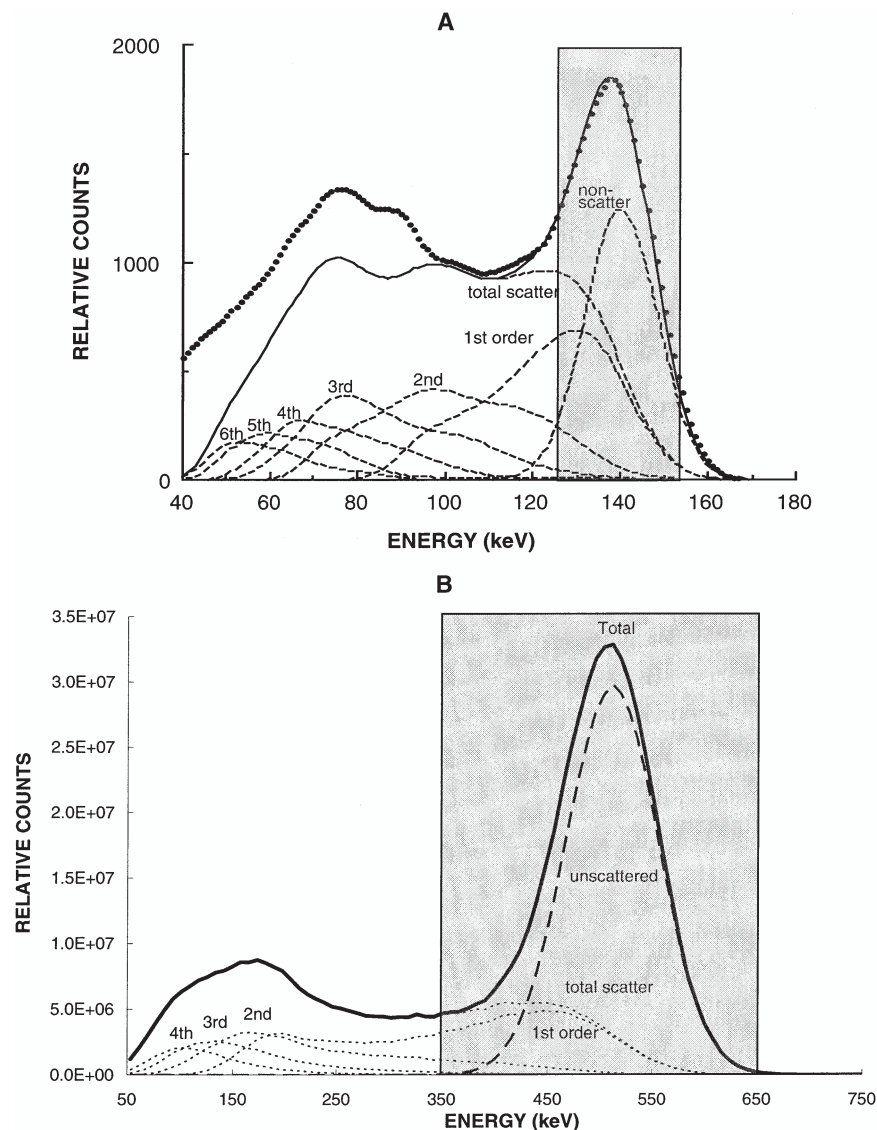 A
2000
1000
0
RELATIVE COUNTS
non-
scatter
total scatter
1st order
2nd
3rd
4th
5th
6th
40 60 80 100 120 140 160 180
ENERGY (keV)
B
3.5E+07
3.0E+07
2.5E+07
2.0E+07
1.5E+07
1.0E+07
5.0E+06
0.0E+00
RELATIVE COUNTS
Total
unscattered
total scatter
1st order
2nd
3rd
4th
50 150 250 350 450 550 650 750
ENERGY (keV)